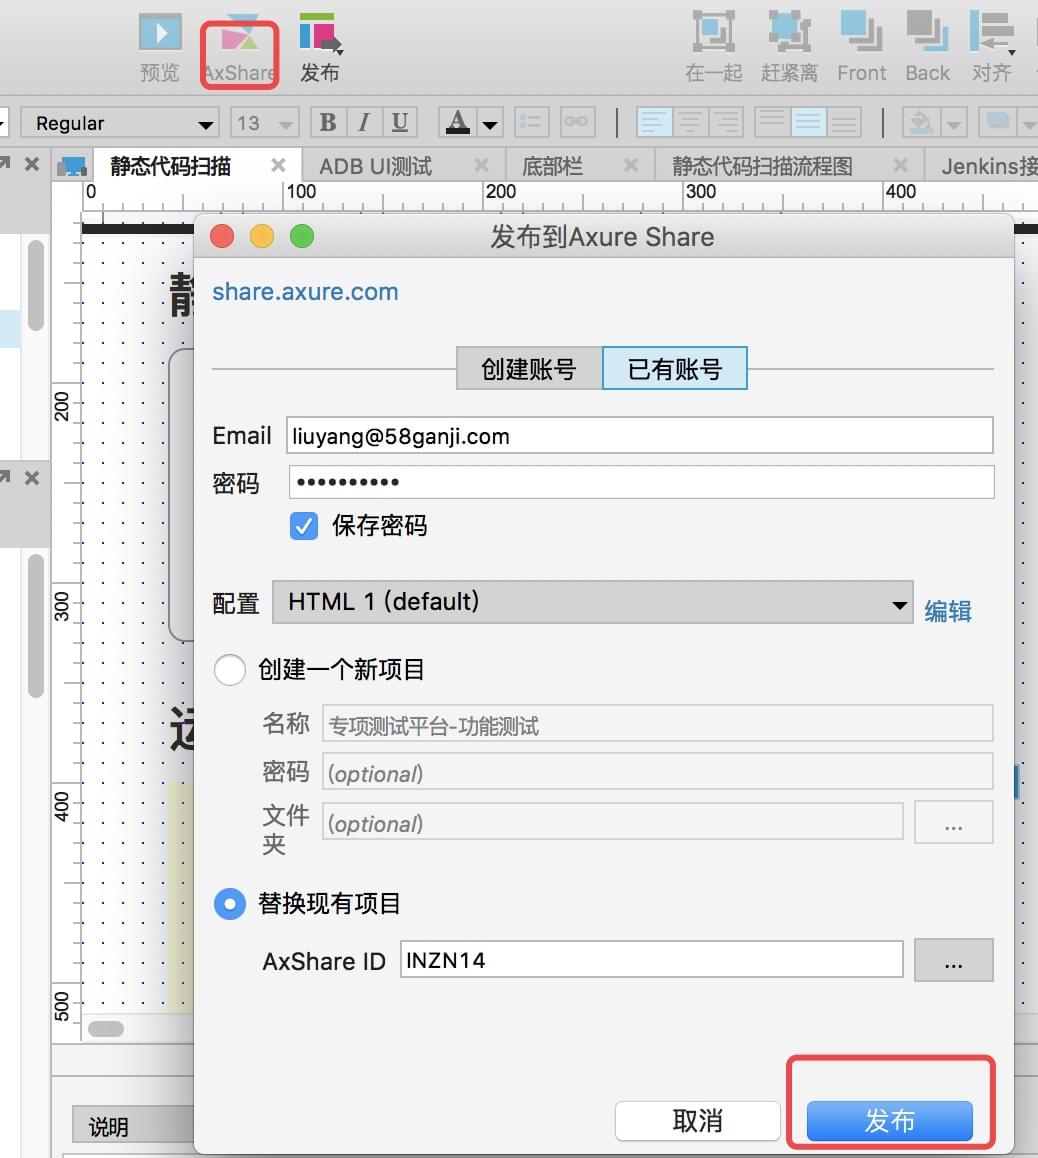 预览
AxShare
发布
在一起
赶紧离
Front
Back
对齐
Regular
13
B I U A
静态代码扫描
ADB UI测试
底部栏
静态代码扫描流程图
Jenkins接
0 100 200 300 400
发布到Axure Share
share.axure.com
创建账号
已有账号
Email liuyang@58ganji.com
密码 ••••••••••
保存密码
配置 HTML 1 (default) 编辑
创建一个新项目
名称 专项测试平台-功能测试
密码 (optional)
文件
夹
(optional) ...
替换现有项目
AxShare ID INZN14 ...
取消
发布
200
300
400
500
说明